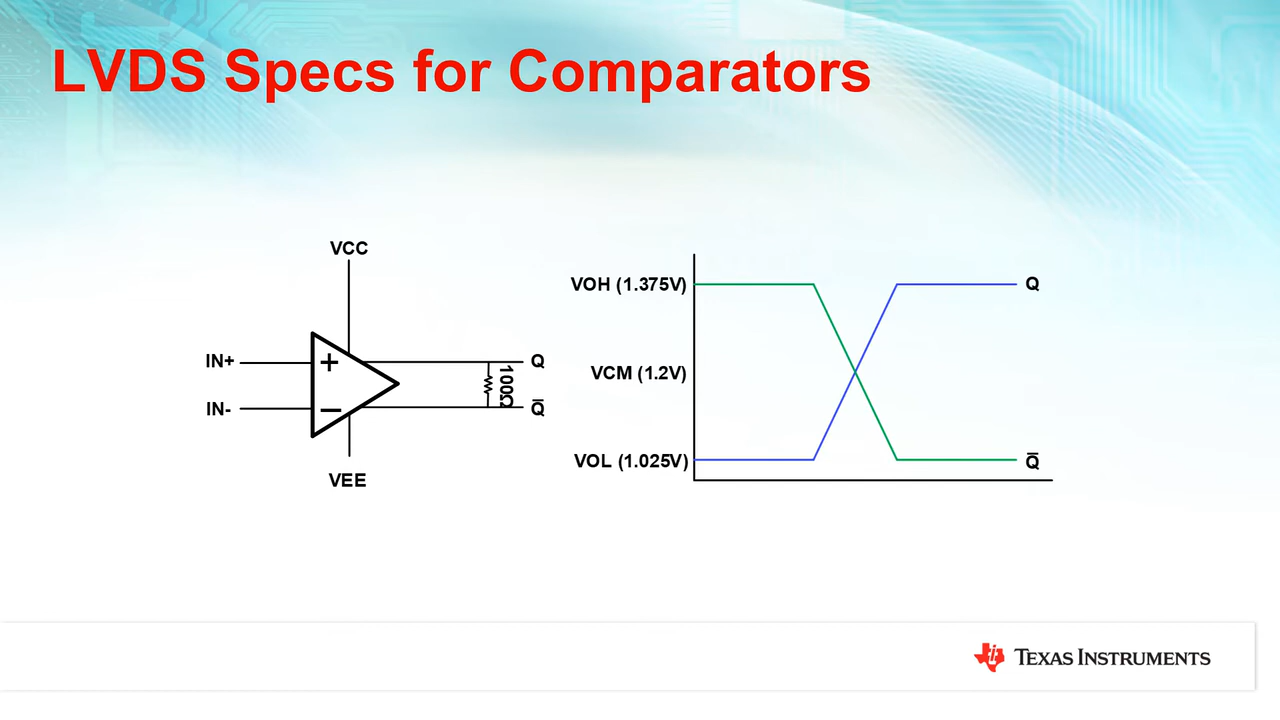 LVDS Specs for Comparators
VCC
IN+
+
IN-
−
VEE
100Ω
Q
Q̅
VOH (1.375V)
VCM (1.2V)
VOL (1.025V)
Q
Q̅
TEXAS INSTRUMENTS